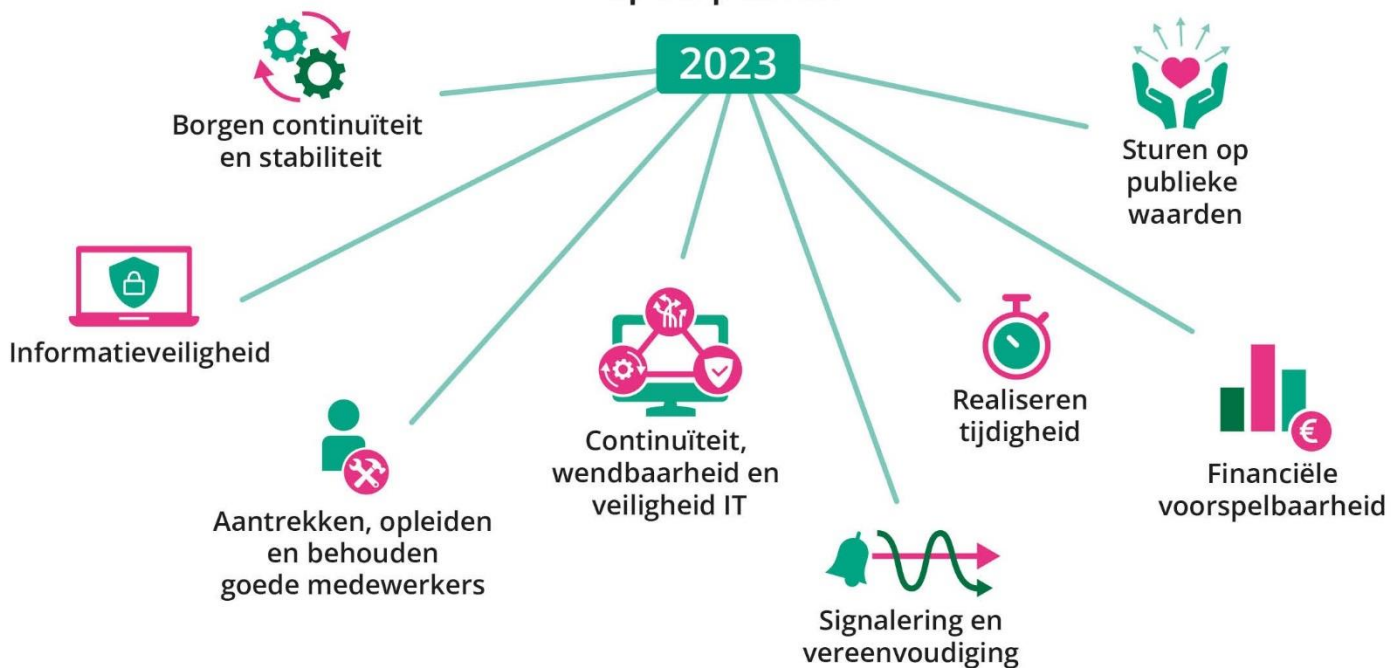 2023
Borgen continuïteit
en stabiliteit
Sturen op
publieke
waarden
Informatieveiligheid
Aantrekken, opleiden
en behouden
goede medewerkers
Continuïteit,
wendbaarheid en
veiligheid IT
Realiseren
tijdigheid
Financiële
voorspelbaarheid
€
Signalering en
vereenvoudiging